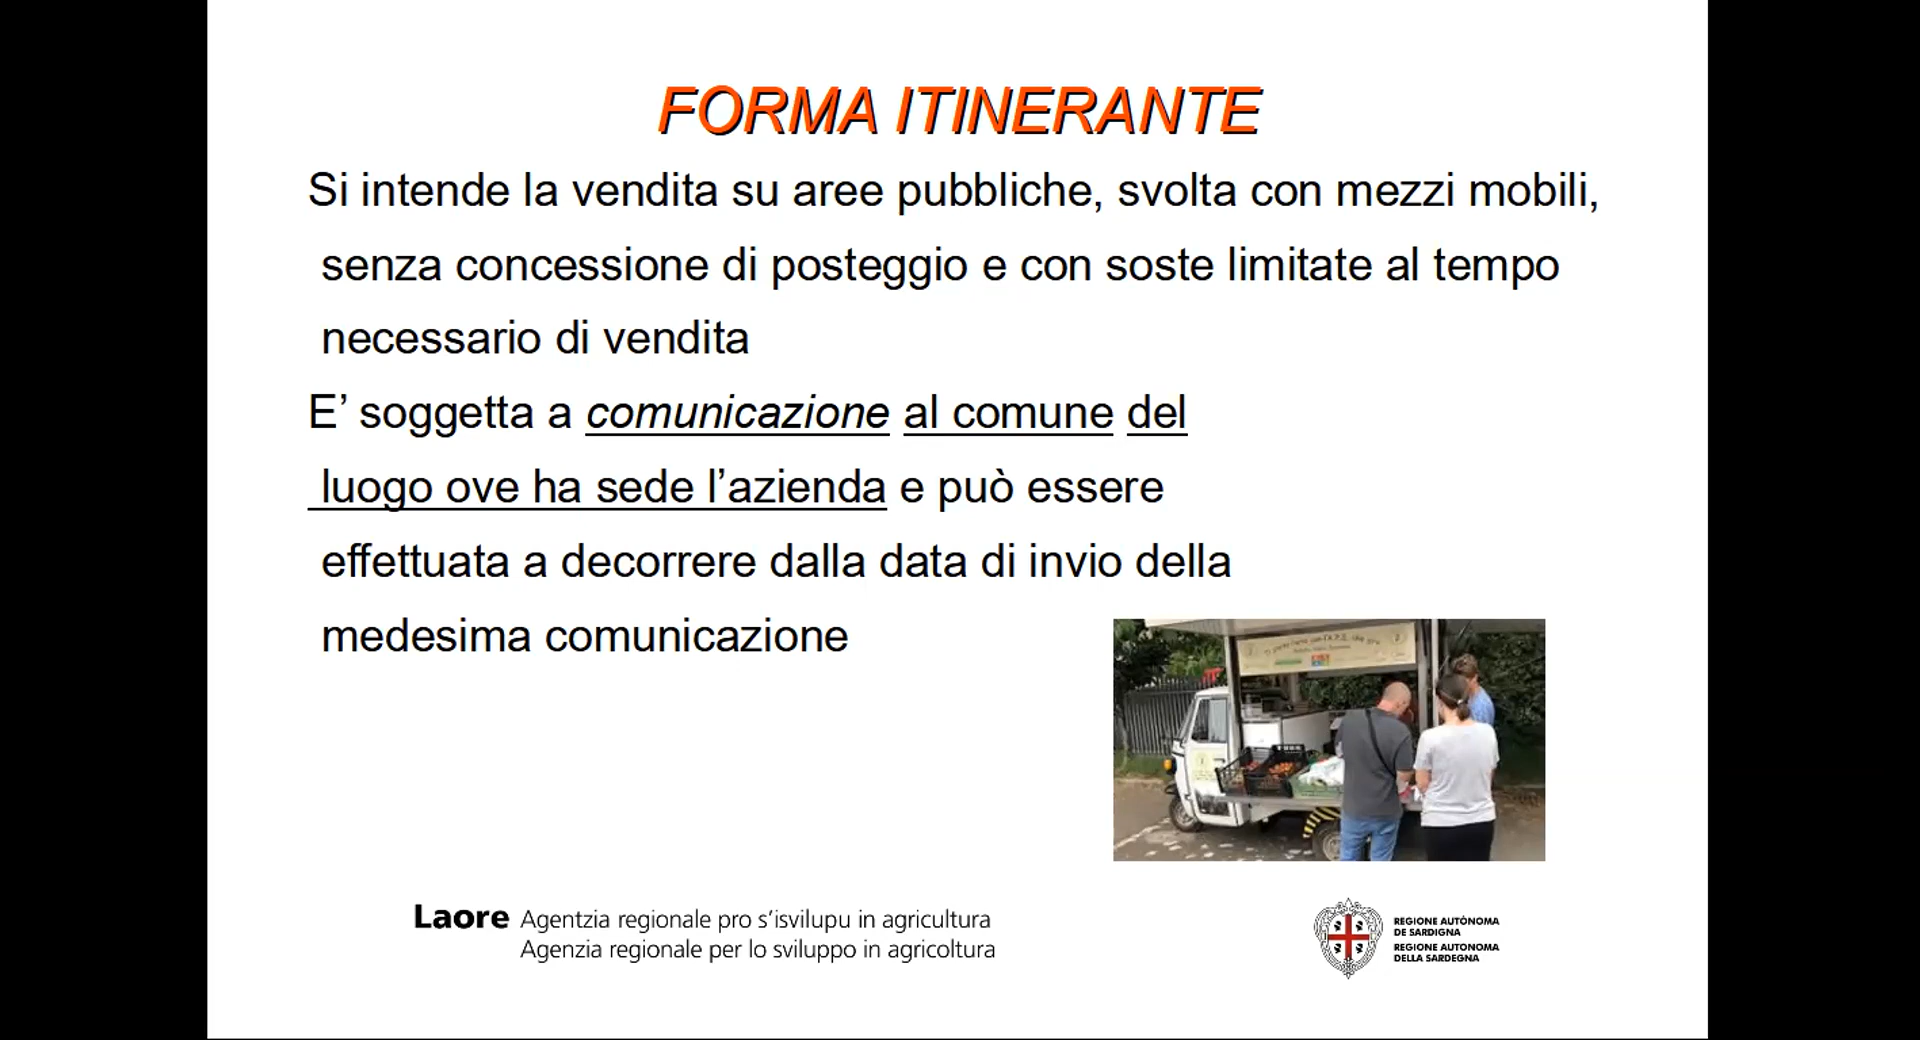 FORMA ITINERANTE
Si intende la vendita su aree pubbliche, svolta con mezzi mobili,
senza concessione di posteggio e con soste limitate al tempo
necessario di vendita
E’ soggetta a comunicazione al comune del
luogo ove ha sede l’azienda e può essere
effettuata a decorrere dalla data di invio della
medesima comunicazione
Laore Agentzia regionale pro s’isvilupu in agricultura
Agenzia regionale per lo sviluppo in agricoltura
REGIONE AUTÒNOMA
DE SARDIGNA
REGIONE AUTONOMA
DELLA SARDEGNA